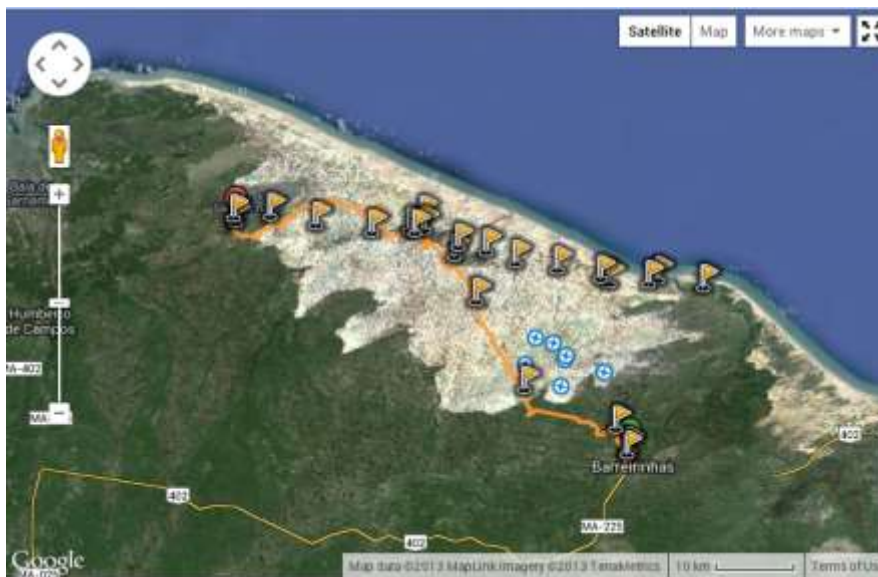 Satellite
Map
More maps
Humberto
de Campos
MA-402
402
Barreirinhas
402
MA-225
402
Google
Map data ©2013 MapLink Imagery ©2013 TerraMetrics
10 km
Terms of Us